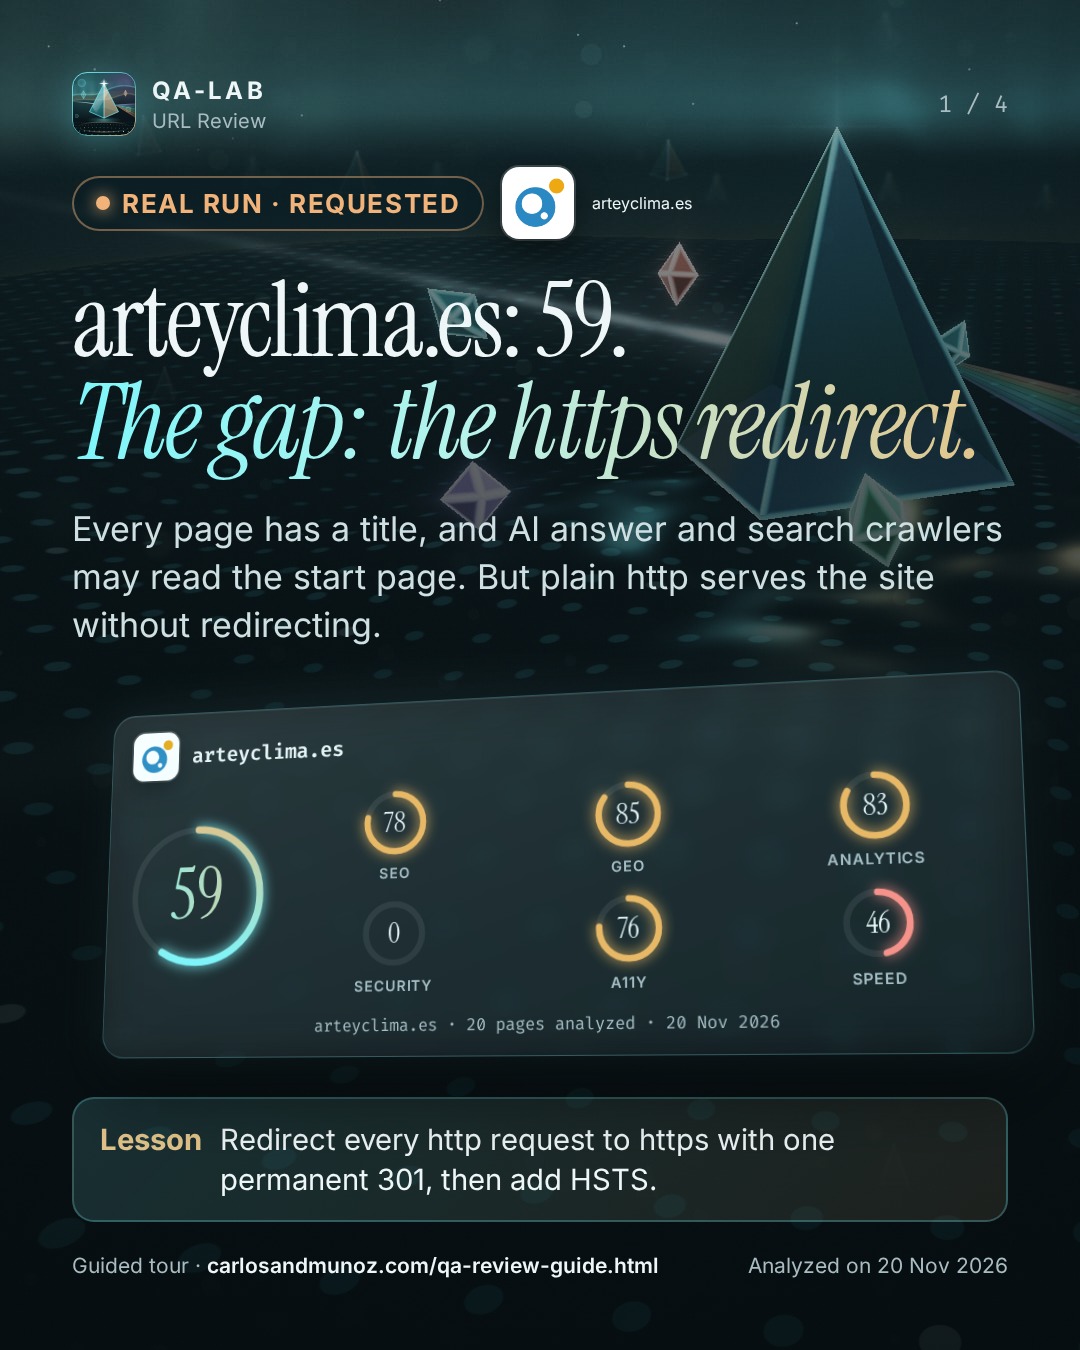 QA-LAB
URL Review
1 / 4
REAL RUN · REQUESTED
arteyclima.es
arteyclima.es: 59.
The gap: the https redirect.
Every page has a title, and AI answer and search crawlers
may read the start page. But plain http serves the site
without redirecting.
arteyclima.es
59
78
SEO
85
GEO
83
ANALYTICS
0
SECURITY
76
A11Y
46
SPEED
arteyclima.es · 20 pages analyzed · 20 Nov 2026
Lesson Redirect every http request to https with one
permanent 301, then add HSTS.
Guided tour · carlosandmunoz.com/qa-review-guide.html
Analyzed on 20 Nov 2026